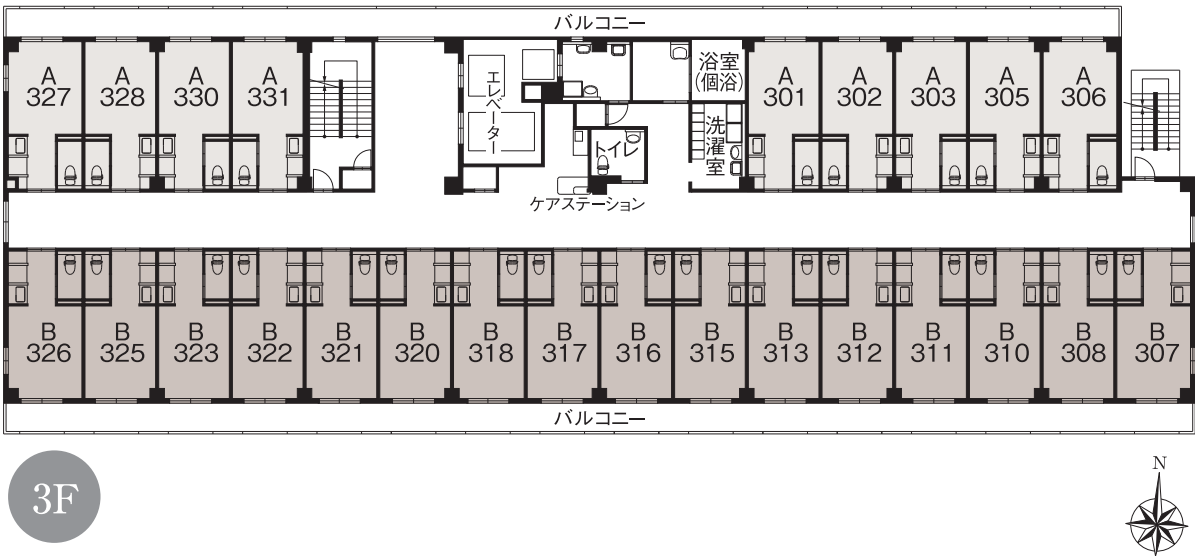 バルコニー
A
327
A
328
A
330
A
331
エレベーター
浴室
(個浴)
A
301
A
302
A
303
A
305
A
306
洗濯室
トイレ
ケアステーション
B
326
B
325
B
323
B
322
B
321
B
320
B
318
B
317
B
316
B
315
B
313
B
312
B
311
B
310
B
308
B
307
バルコニー
3F
N